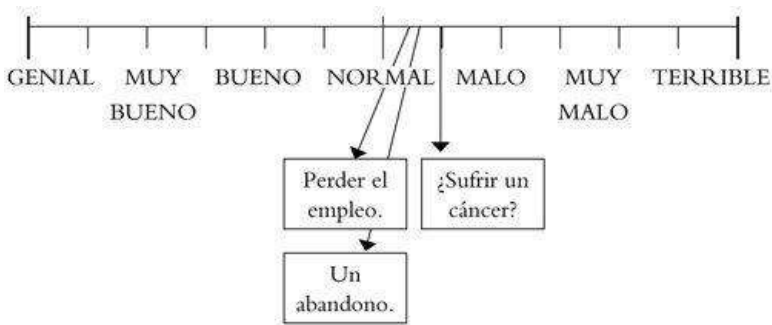 GENIAL MUY BUENO NORMAL MALO MUY TERRIBLE
BUENO MALO
Perder el
empleo.
¿Sufrir un
cáncer?
Un
abandono.